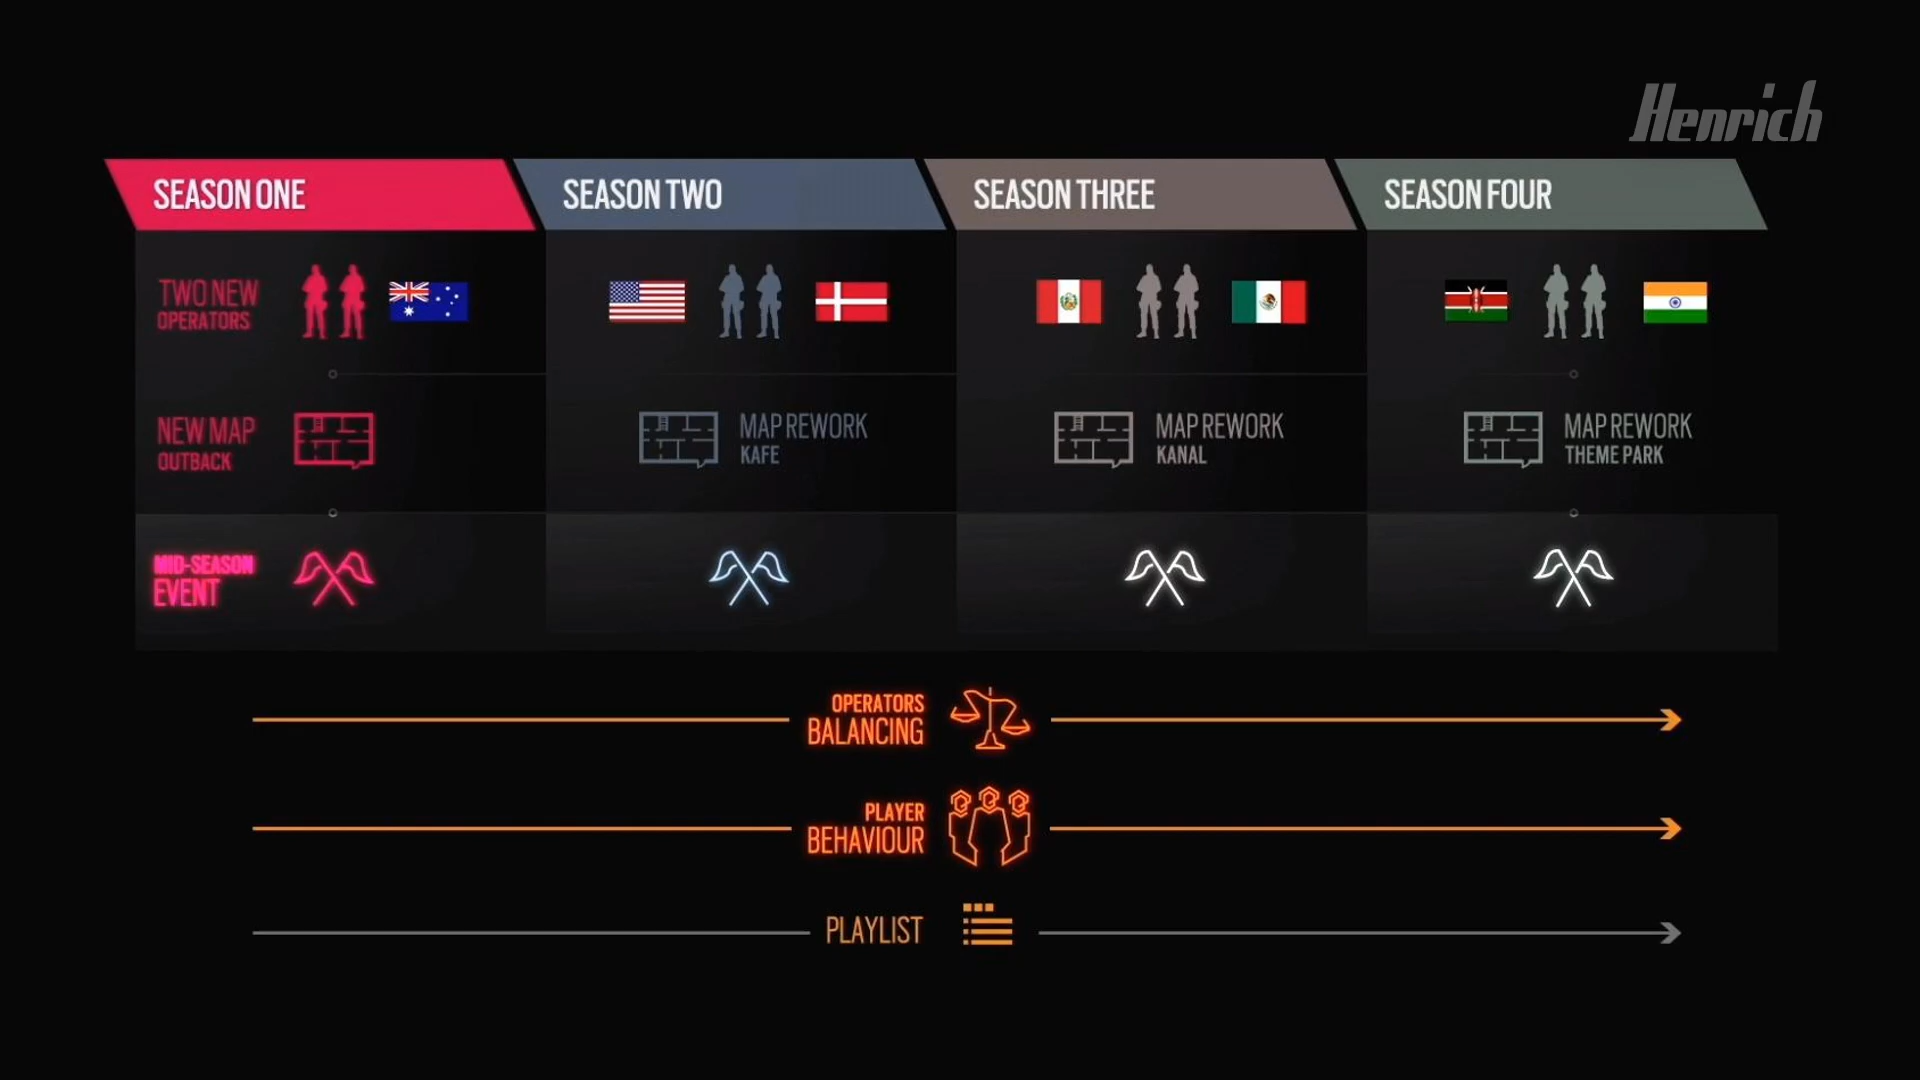 Henrich
SEASON ONE
SEASON TWO
SEASON THREE
SEASON FOUR
TWO NEW
OPERATORS
NEW MAP
OUTBACK
MAP REWORK
KAFE
MAP REWORK
KANAL
MAP REWORK
THEME PARK
MID-SEASON
EVENT
OPERATORS
BALANCING
PLAYER
BEHAVIOUR
PLAYLIST